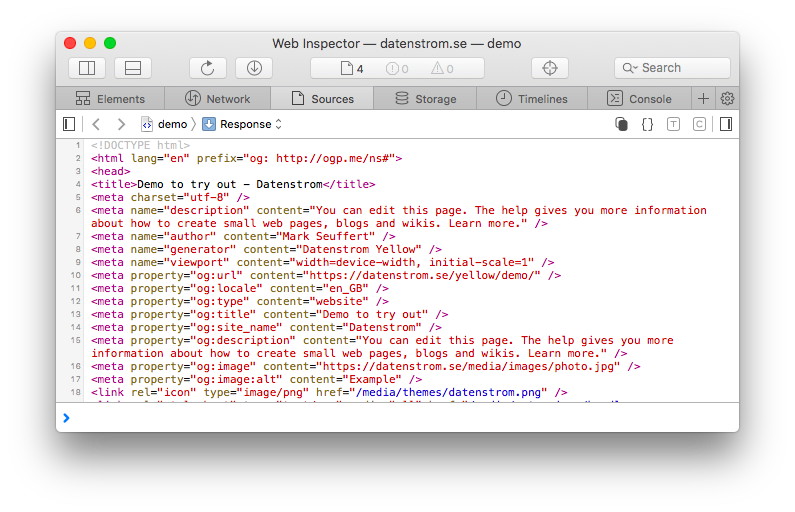 Web Inspector — datenstrom.se — demo
4 0 0 Search
Elements Network Sources Storage Timelines Console
demo Response {} T C
1 <!DOCTYPE html>
2 <html lang="en" prefix="og: http://ogp.me/ns#">
3 <head>
4 <title>Demo to try out – Datenstrom</title>
5 <meta charset="utf-8" />
6 <meta name="description" content="You can edit this page. The help gives you more information
about how to create small web pages, blogs and wikis. Learn more." />
7 <meta name="author" content="Mark Seuffert" />
8 <meta name="generator" content="Datenstrom Yellow" />
9 <meta name="viewport" content="width=device-width, initial-scale=1" />
10 <meta property="og:url" content="https://datenstrom.se/yellow/demo/" />
11 <meta property="og:locale" content="en_GB" />
12 <meta property="og:type" content="website" />
13 <meta property="og:title" content="Demo to try out" />
14 <meta property="og:site_name" content="Datenstrom" />
15 <meta property="og:description" content="You can edit this page. The help gives you more
information about how to create small web pages, blogs and wikis. Learn more." />
16 <meta property="og:image" content="https://datenstrom.se/media/images/photo.jpg" />
17 <meta property="og:image:alt" content="Example" />
18 <link rel="icon" type="image/png" href="/media/themes/datenstrom.png" />